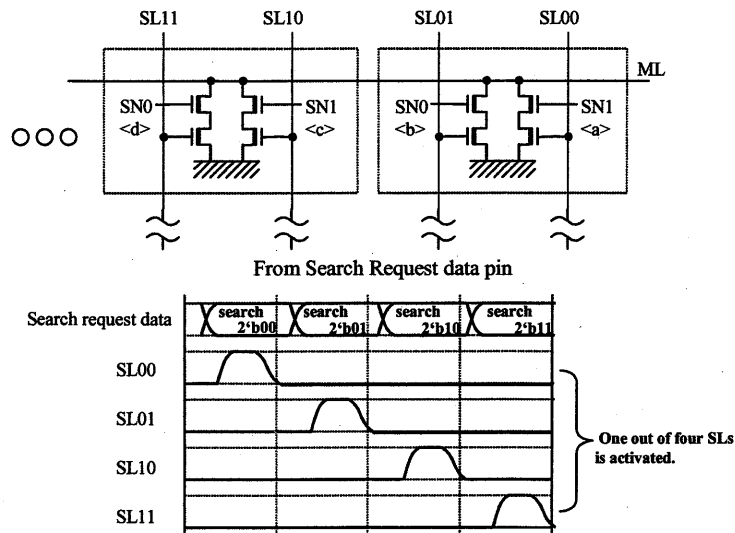 SL11 SL10 SL01 SL00
ML
SN0 SN1 SN0 SN1
<d> <c> <b> <a>
From Search Request data pin
Search request data search 2'b00 search 2'b01 search 2'b10 search 2'b11
SL00
SL01
SL10
SL11
One out of four SLs
is activated.